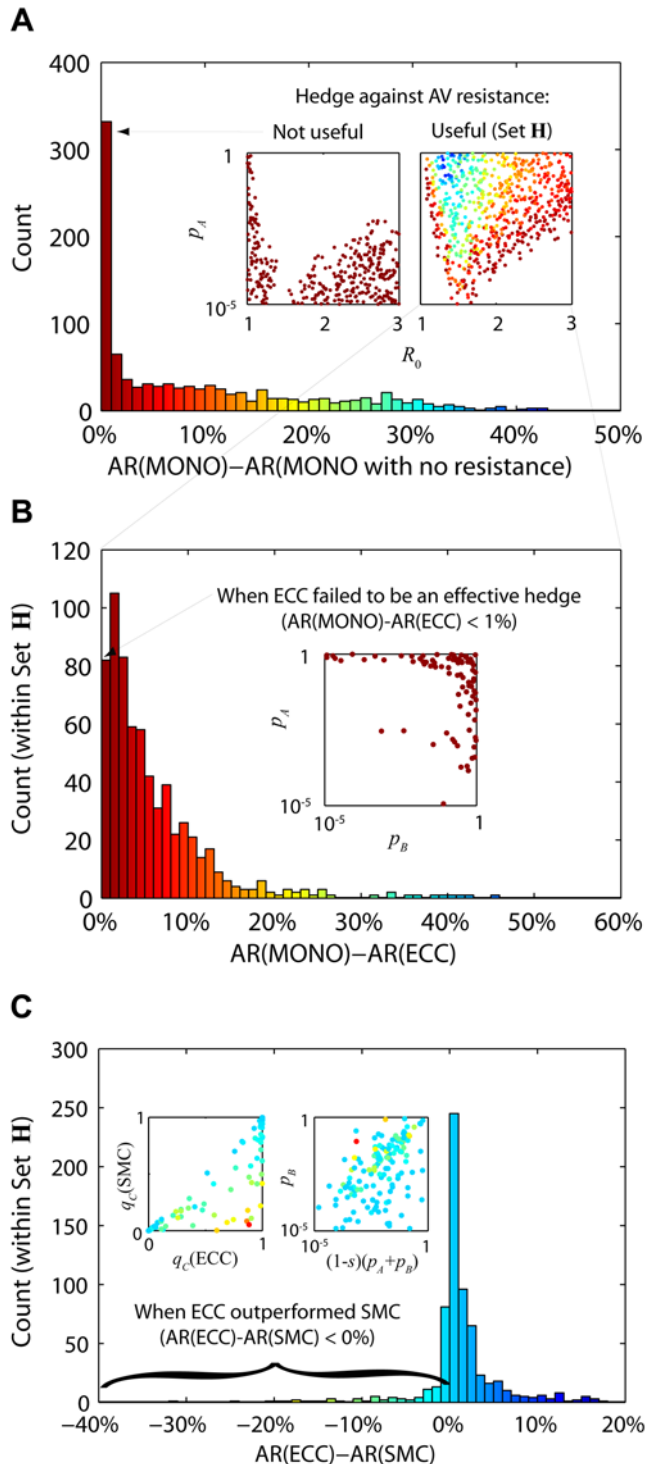 A
400
300
200
100
0
Count
Hedge against AV resistance:
Not useful
Useful (Set H)
1
p_A
10^-5
1 2 3
1 2 3
R_0
0% 10% 20% 30% 40% 50%
AR(MONO)−AR(MONO with no resistance)
B
120
100
80
60
40
20
0
Count (within Set H)
When ECC failed to be an effective hedge
(AR(MONO)-AR(ECC) < 1%)
1
p_A
10^-5
10^-5 1
p_B
0% 10% 20% 30% 40% 50% 60%
AR(MONO)−AR(ECC)
C
300
250
200
150
100
50
0
Count (within Set H)
1
q_C(SMC)
0
0 1
q_C(ECC)
1
p_B
10^-5
10^-5 1
(1-s)(p_A+p_B)
When ECC outperformed SMC
(AR(ECC)-AR(SMC) < 0%)
−40% −30% −20% −10% 0% 10% 20%
AR(ECC)−AR(SMC)